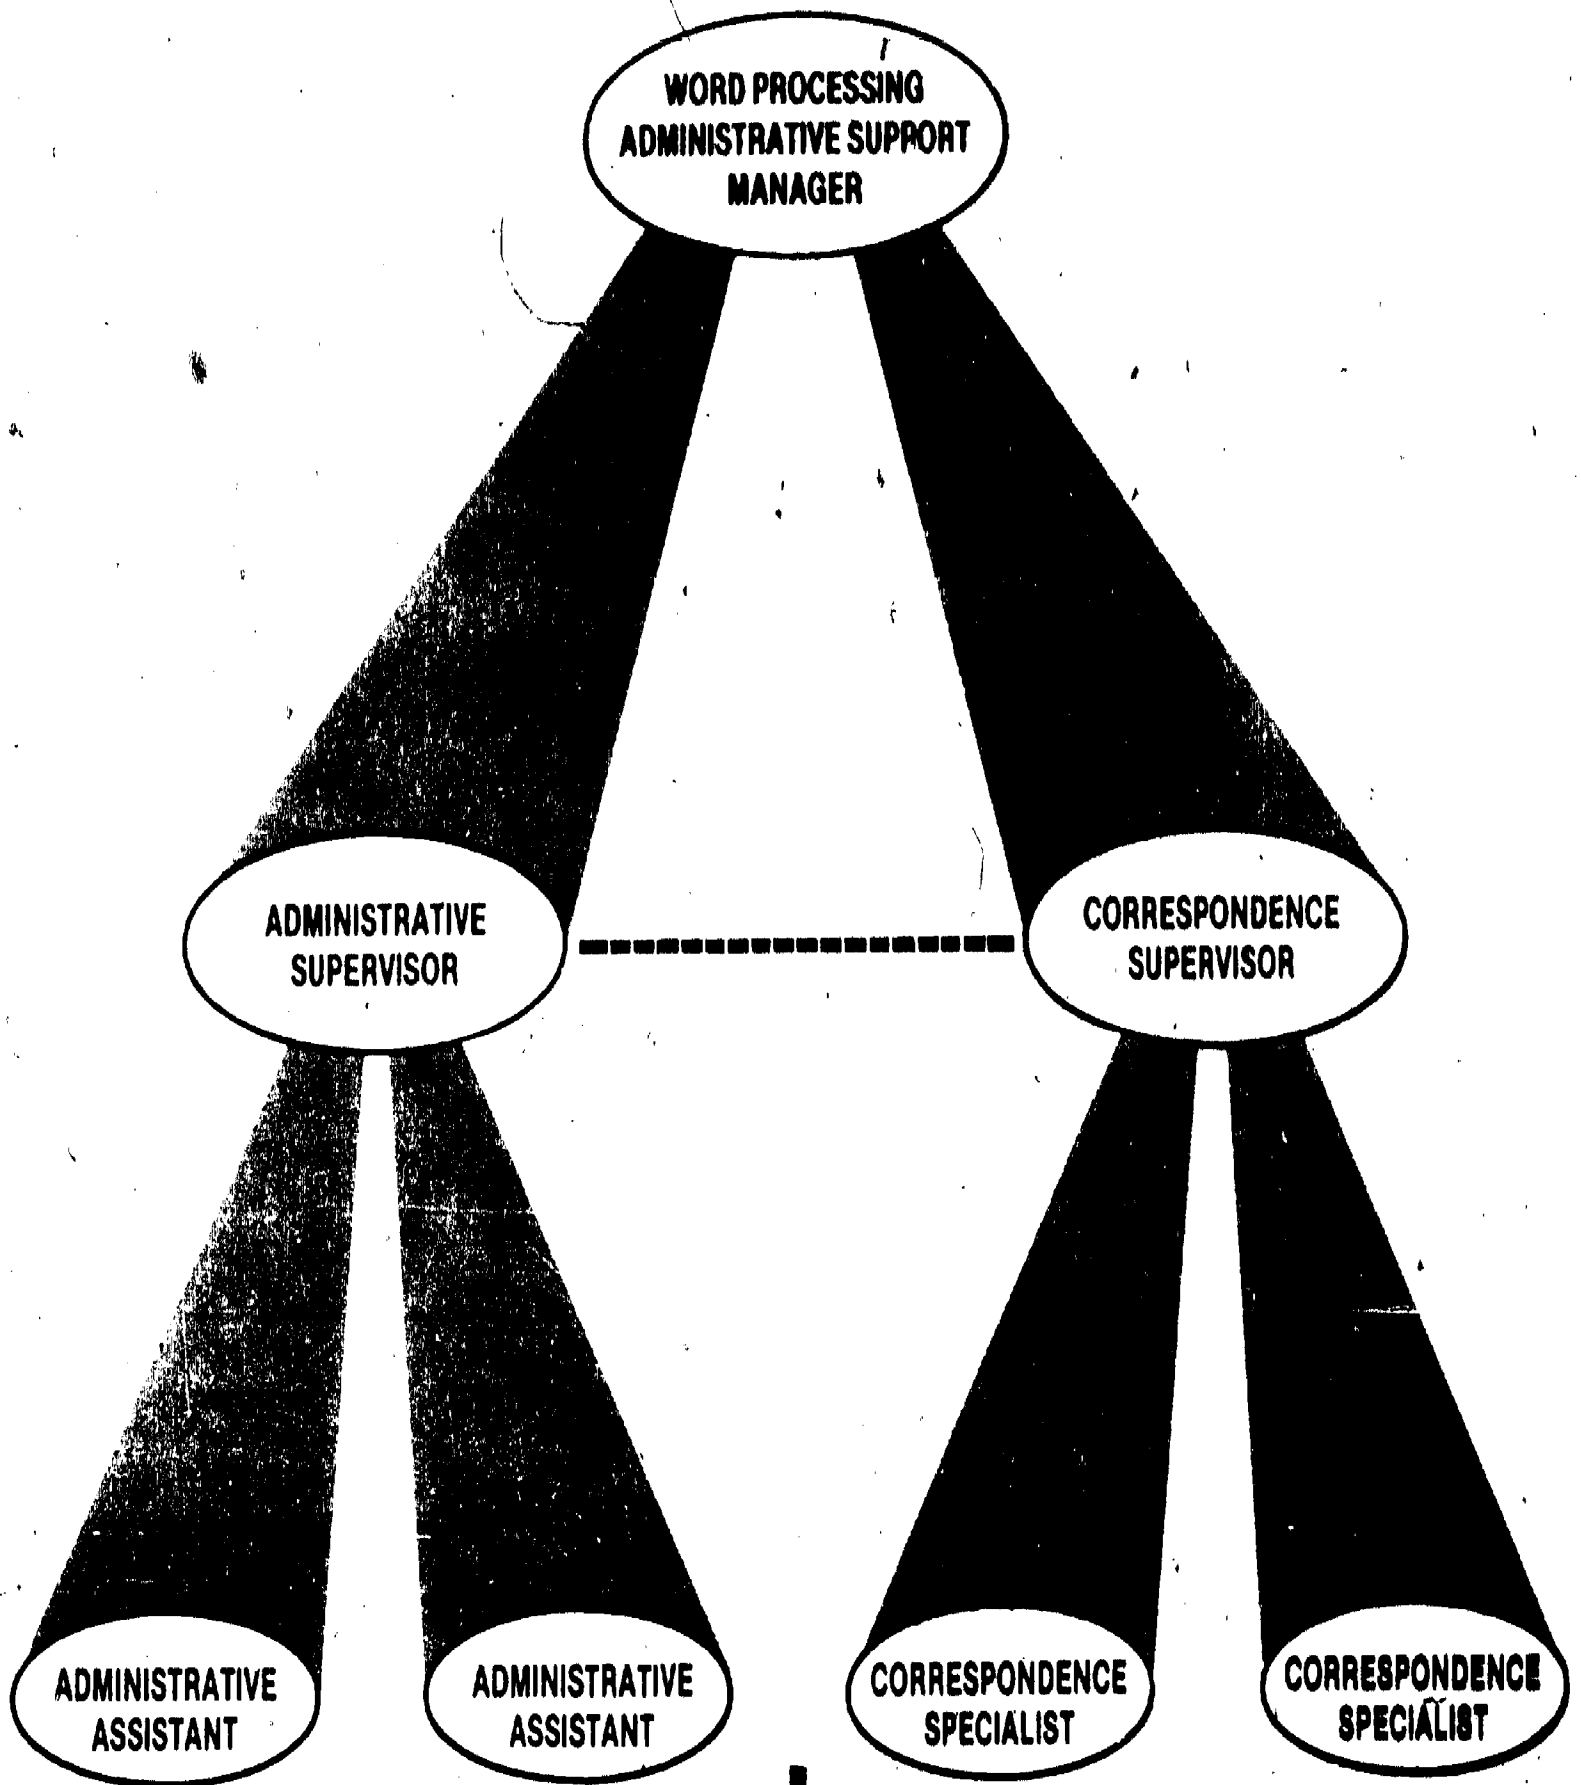 WORD PROCESSING
ADMINISTRATIVE SUPPORT
MANAGER
ADMINISTRATIVE
SUPERVISOR
CORRESPONDENCE
SUPERVISOR
ADMINISTRATIVE
ASSISTANT
ADMINISTRATIVE
ASSISTANT
CORRESPONDENCE
SPECIALIST
CORRESPONDENCE
SPECIALIST